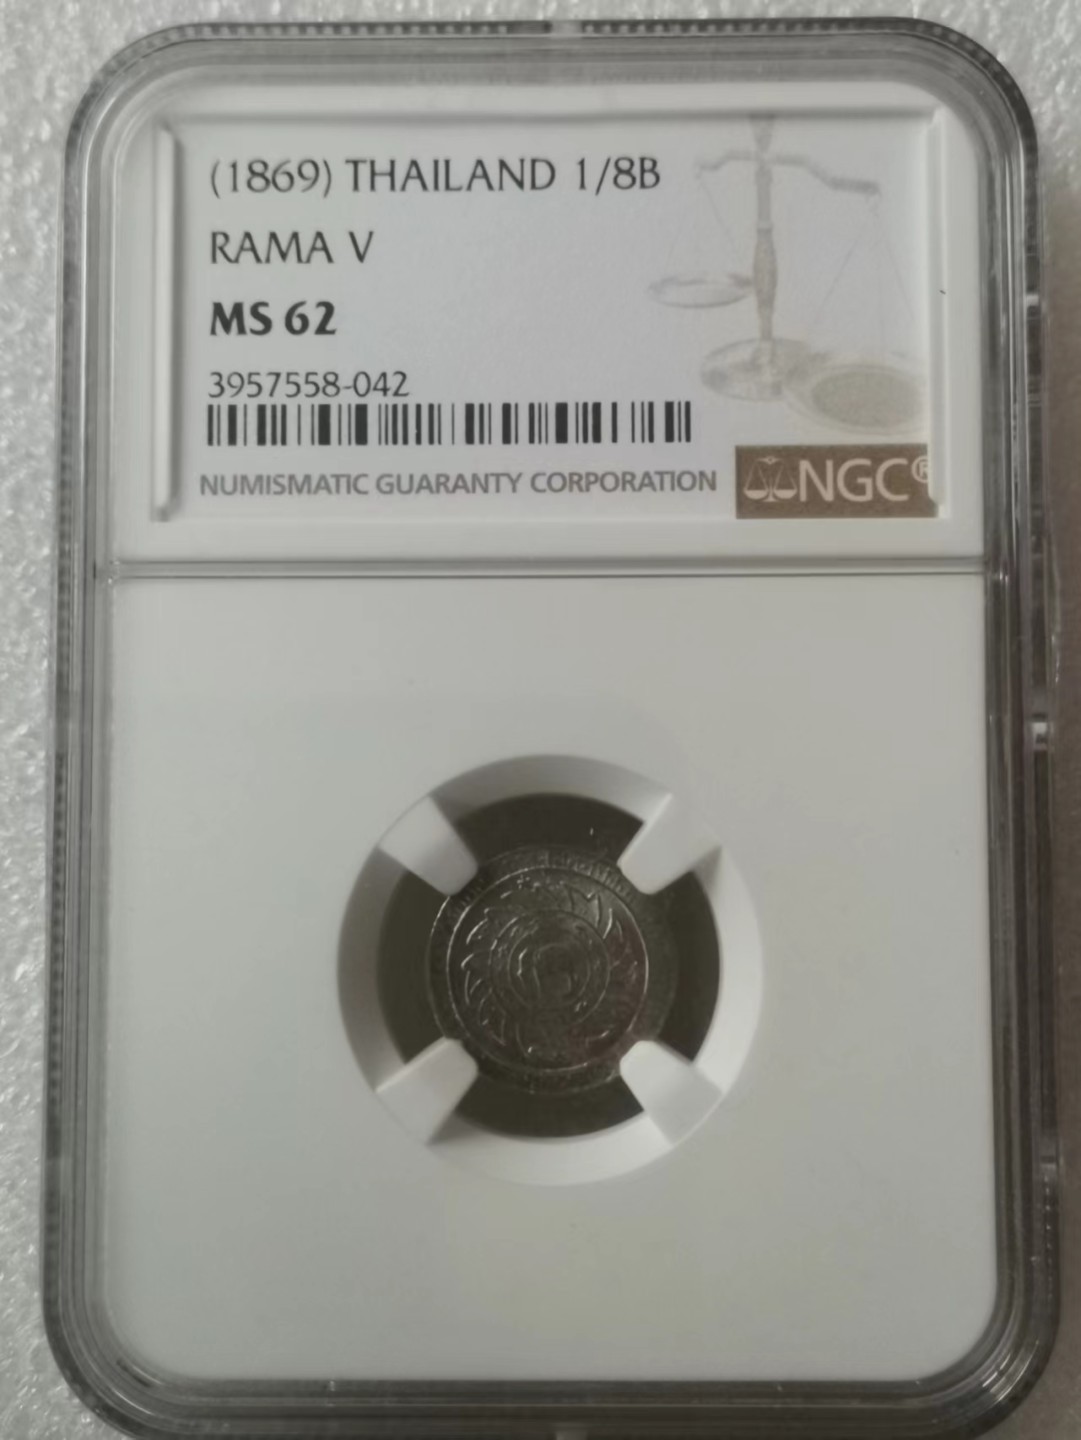 (1869) THAILAND 1/8B
RAMA V
MS 62
3957558-042
NUMISMATIC GUARANTY CORPORATION
NGC®